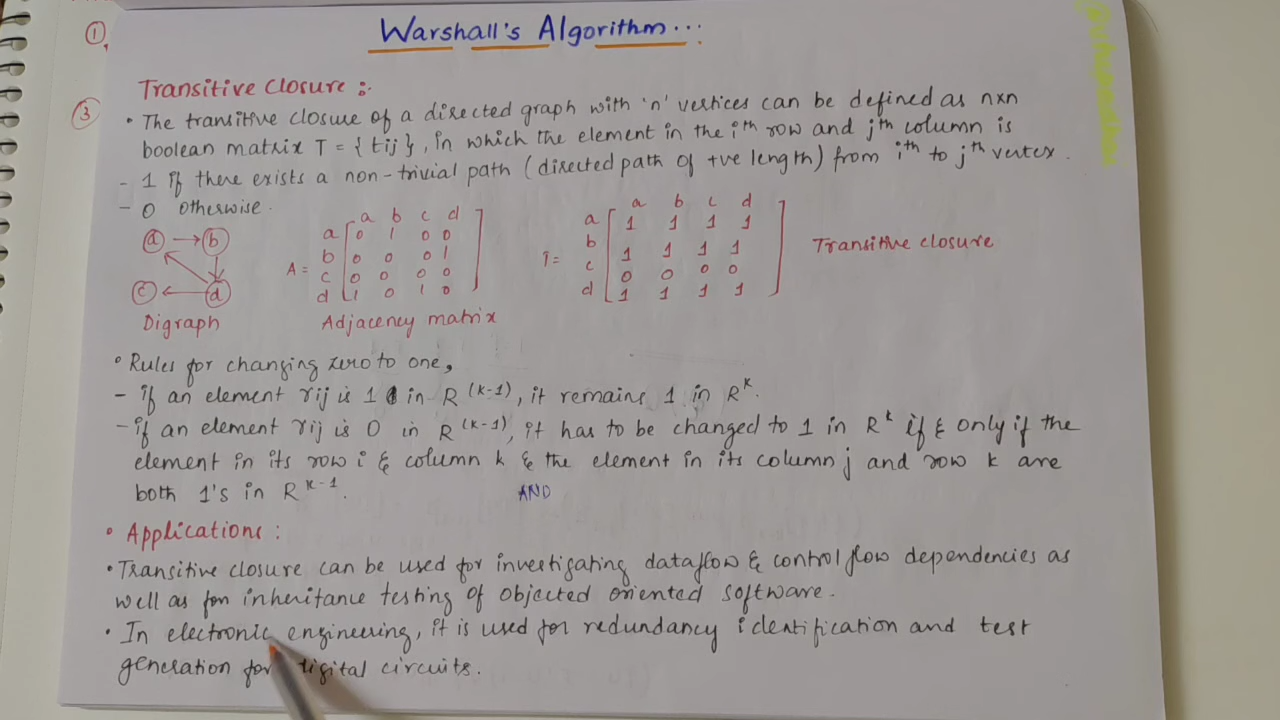 ①
Warshall's Algorithm...
Transitive Closure :-
③
• The transitive closure of a directed graph with 'n' vertices can be defined as nxn
boolean matrix T = { tij }, in which the element in the ith row and jth column is
- 1 if there exists a non-trivial path (directed path of +ve length) from ith to jth vertex.
- 0 otherwise.
a b
c d
Digraph
a b c d
A =
a 0 1 0 0
b 0 0 0 1
c 0 0 0 0
d 1 0 1 0
Adjacency matrix
a b c d
T =
a 1 1 1 1
b 1 1 1 1
c 0 0 0 0
d 1 1 1 1
Transitive closure
• Rules for changing zero to one,
- if an element rij is 1 in R^(k-1), it remains 1 in R^k.
- if an element rij is 0 in R^(k-1), it has to be changed to 1 in R^k if & only if the
element in its row i & column k & the element in its column j and row k are
both 1's in R^k-1.
AND
• Applications :
• Transitive closure can be used for investigating dataflow & control flow dependencies as
well as for inheritance testing of objected oriented software.
• In electronic engineering, it is used for redundancy identification and test
generation for digital circuits.